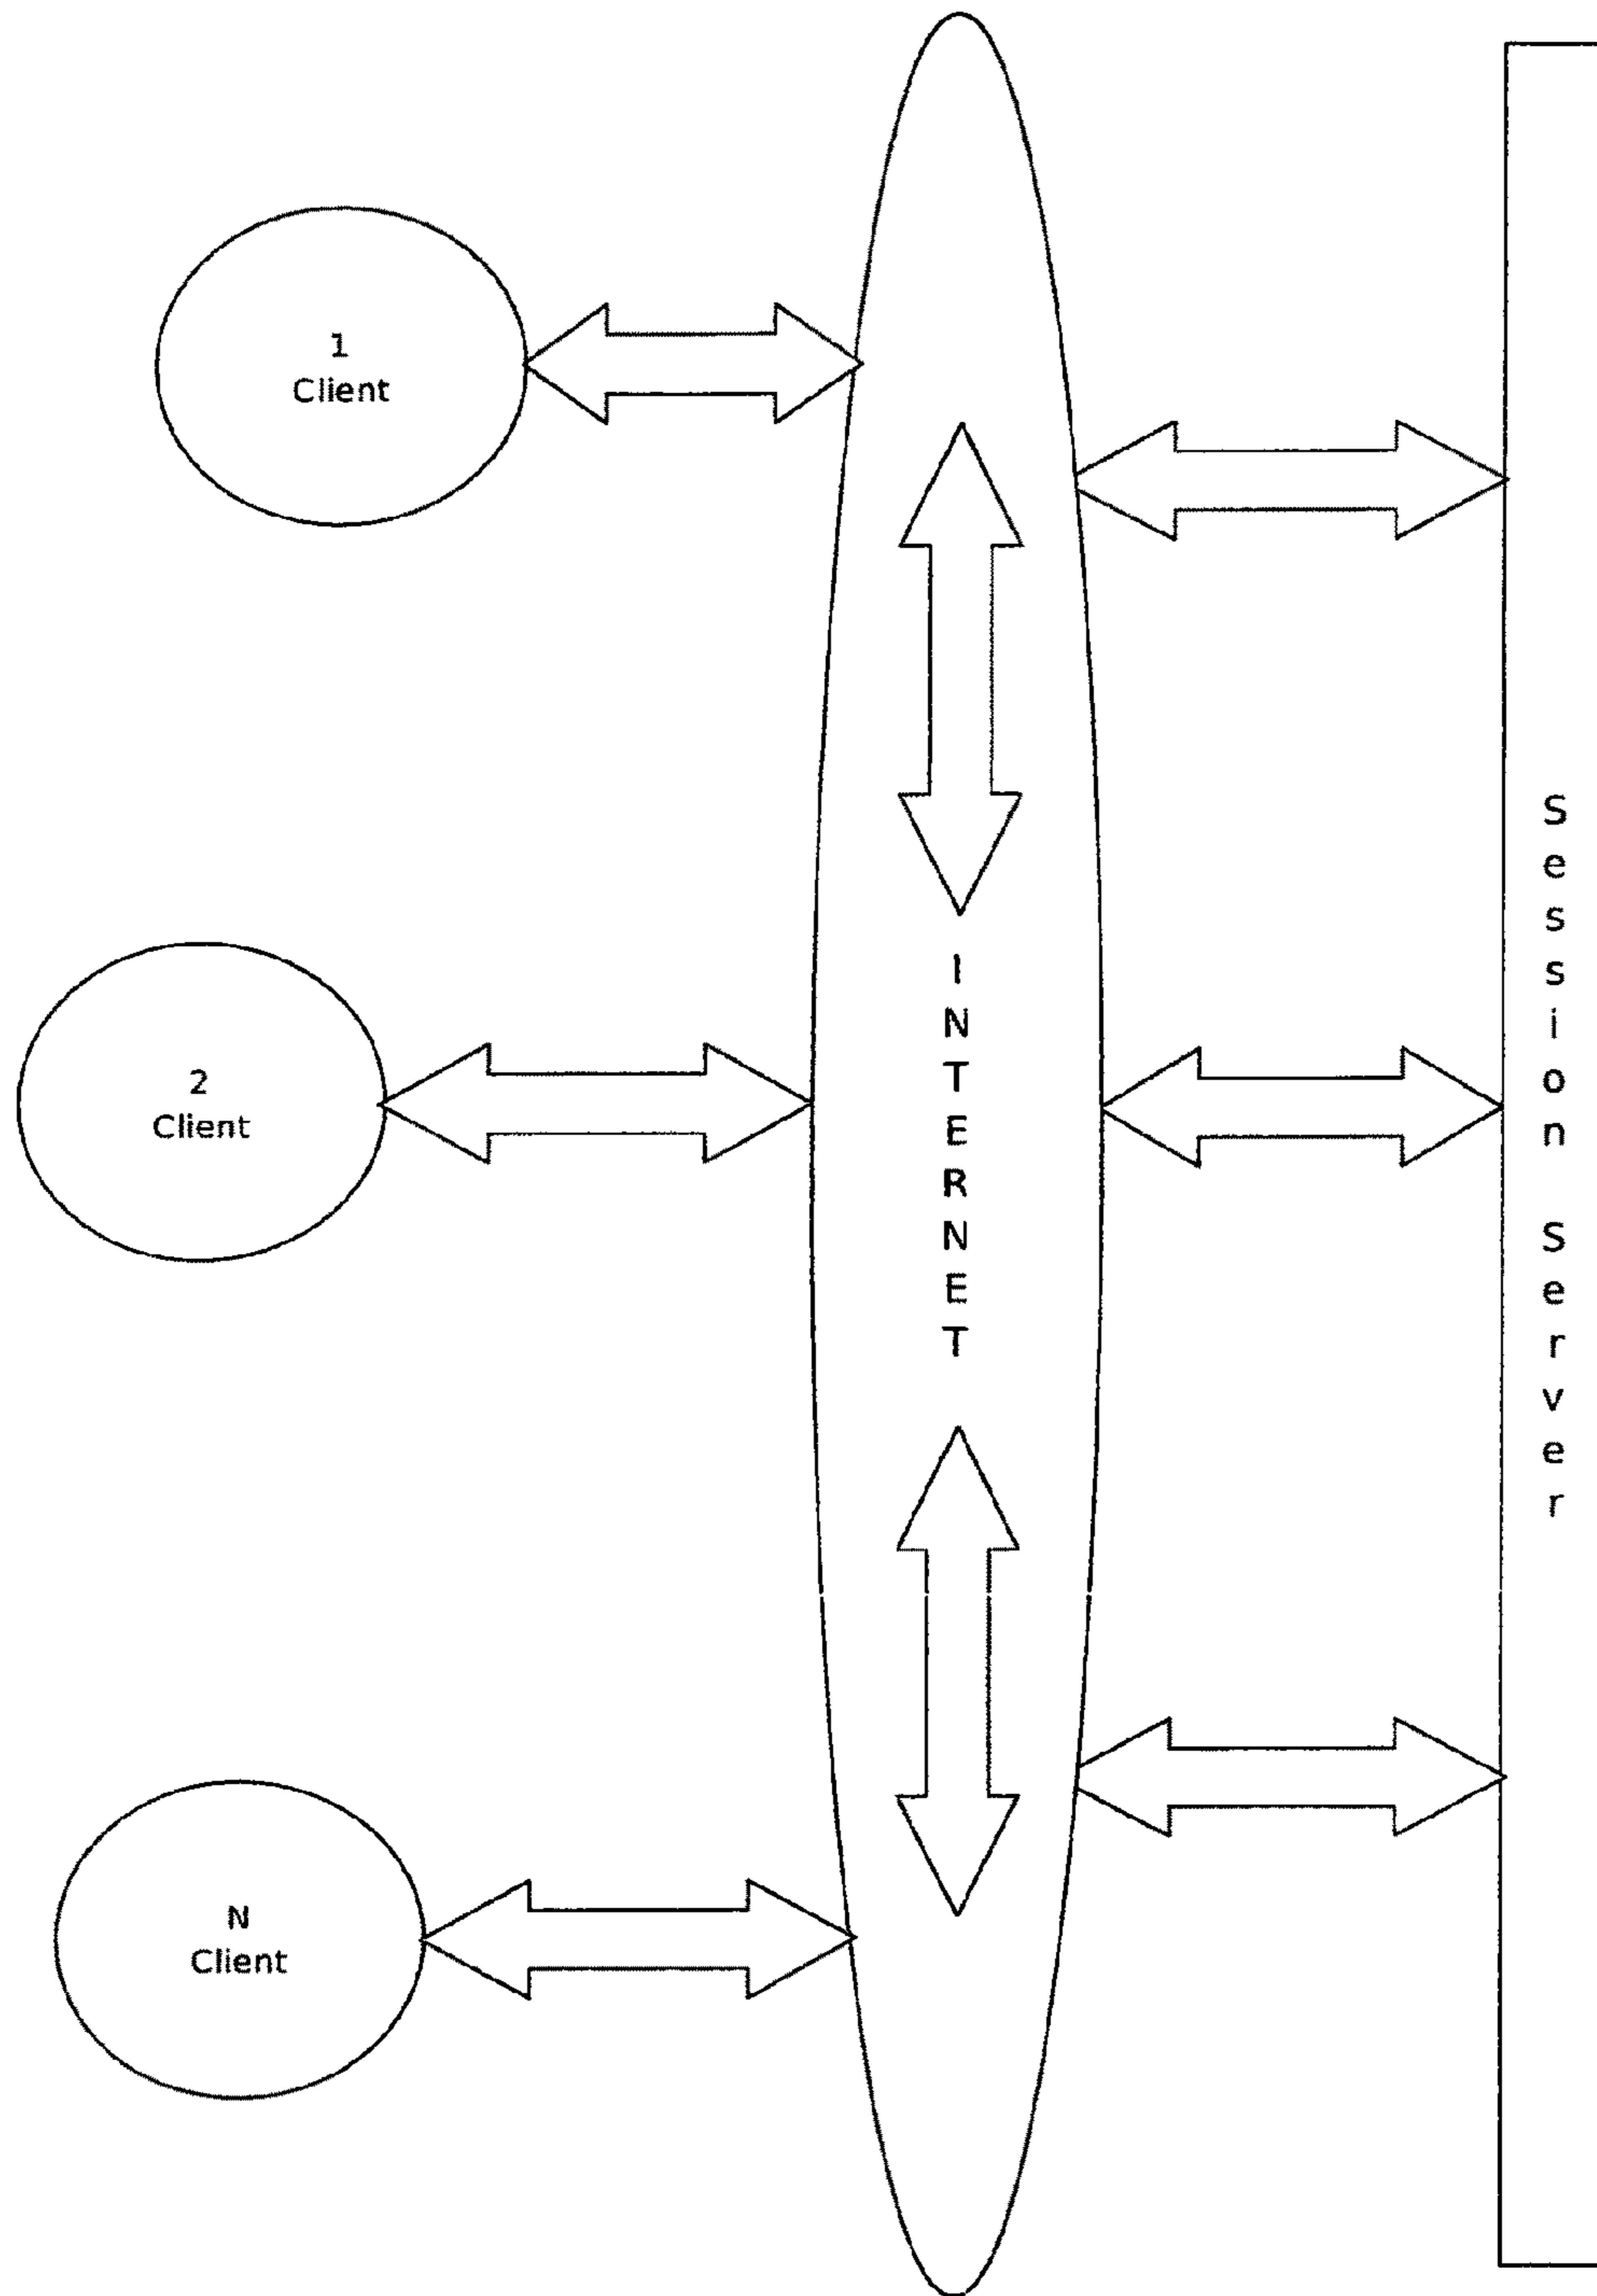 1
Client
2
Client
N
Client
INTERNET
Session Server